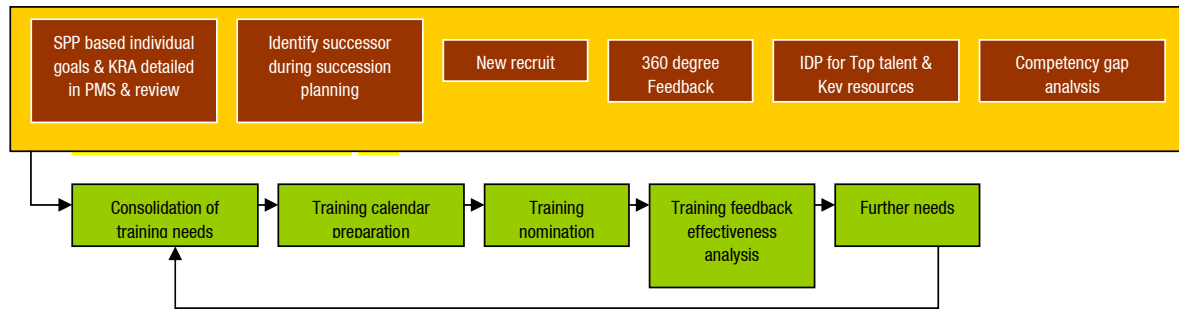 SPP based individual
goals & KRA detailed
in PMS & review
Identify successor
during succession
planning
New recruit
360 degree
Feedback
IDP for Top talent &
Key resources
Competency gap
analysis
Consolidation of
training needs
Training calendar
preparation
Training
nomination
Training feedback
effectiveness
analysis
Further needs